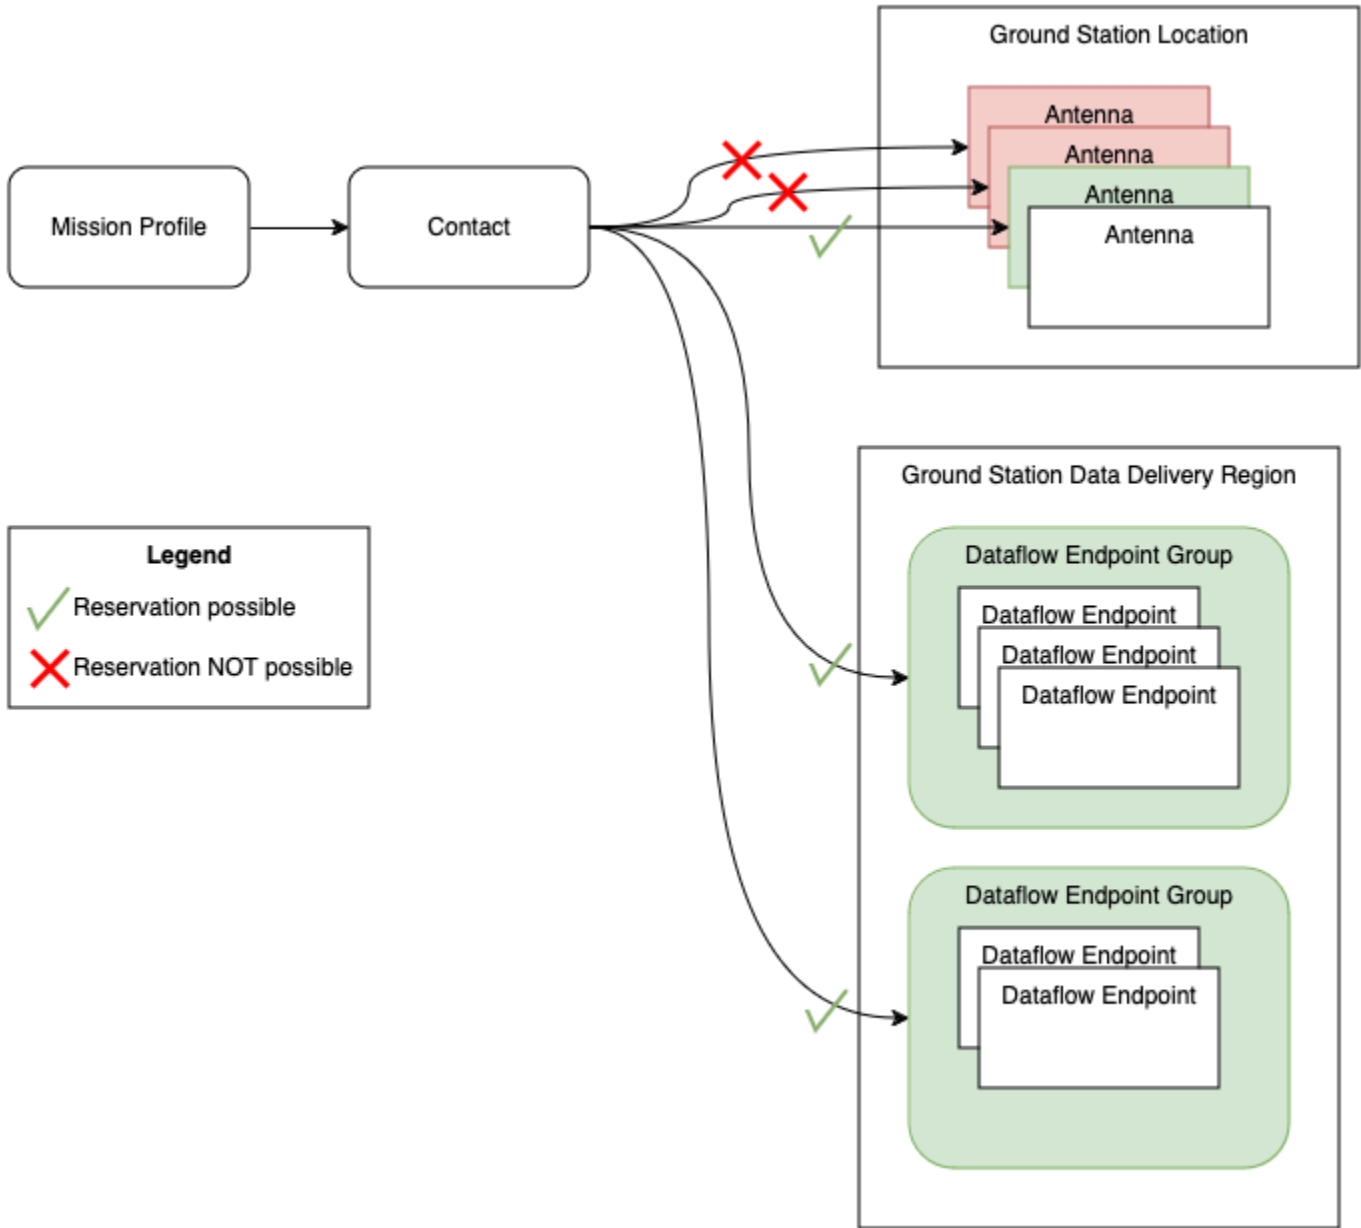 Ground Station Location
Antenna
Antenna
Antenna
Antenna
Mission Profile
Contact
Ground Station Data Delivery Region
Dataflow Endpoint Group
Dataflow Endpoint
Dataflow Endpoint
Dataflow Endpoint
Legend
Reservation possible
Reservation NOT possible
Dataflow Endpoint Group
Dataflow Endpoint
Dataflow Endpoint